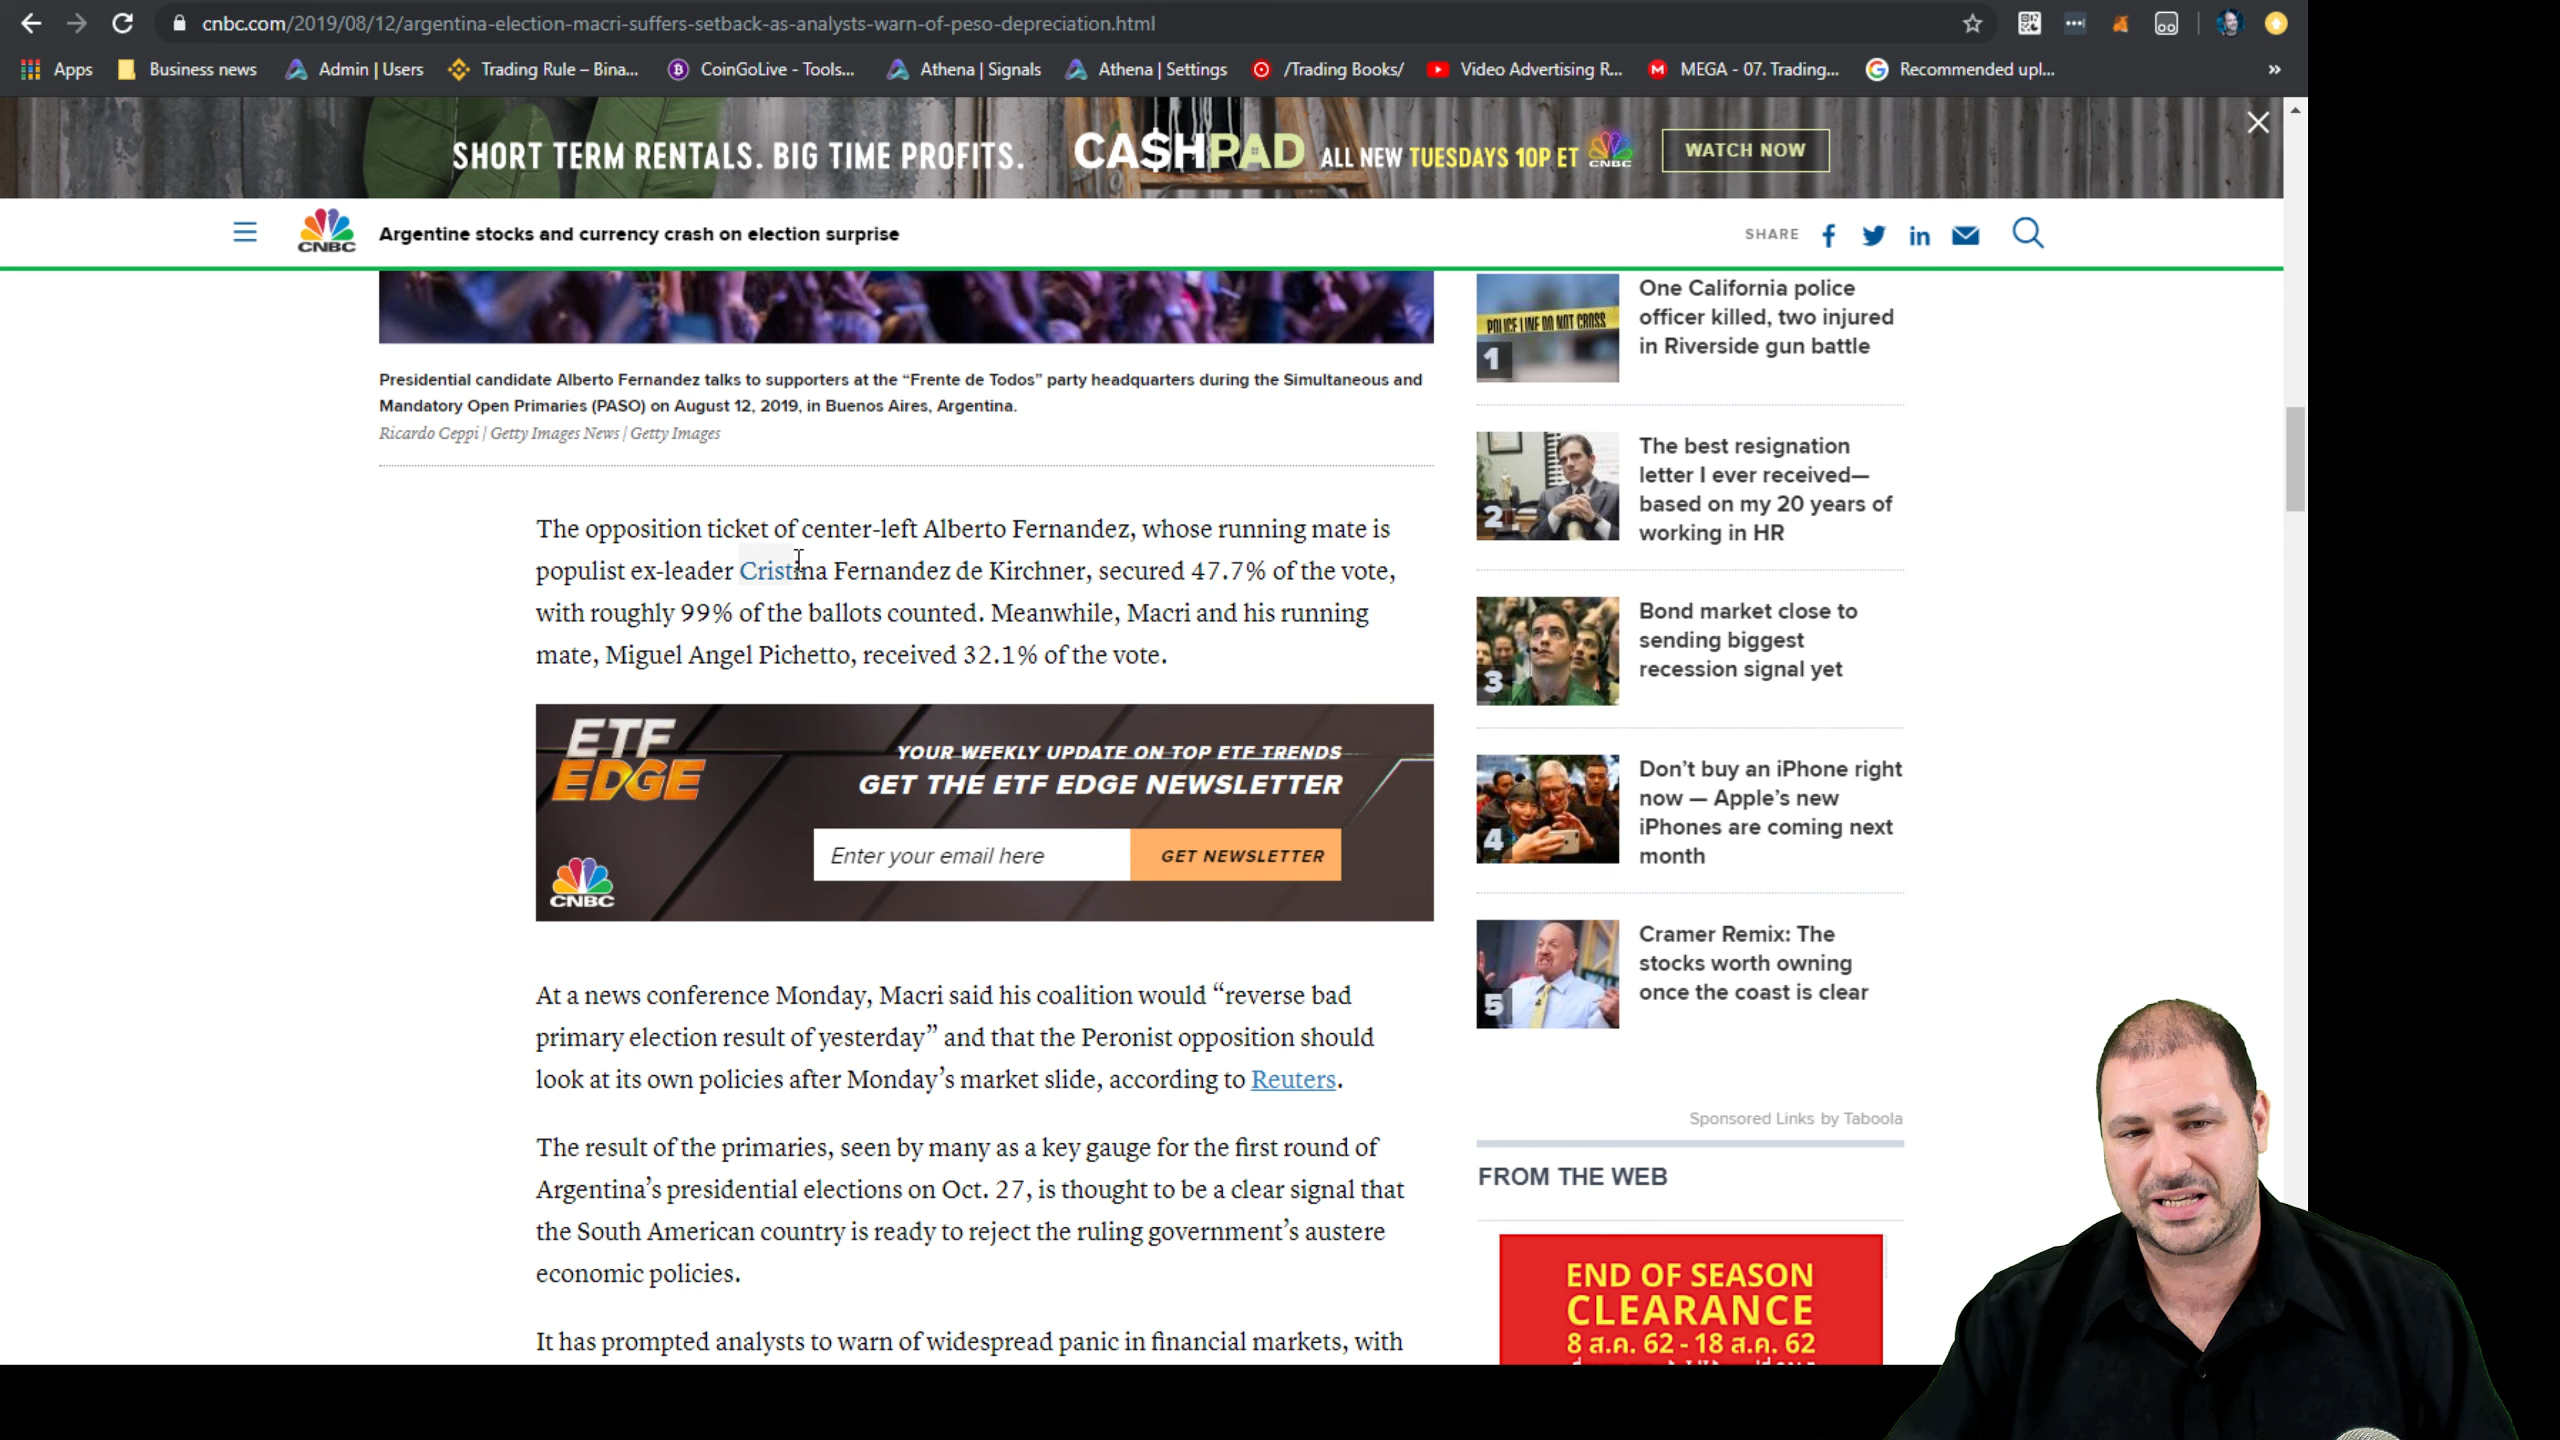 cnbc.com/2019/08/12/argentina-election-macri-suffers-setback-as-analysts-warn-of-peso-depreciation.html
Apps Business news Admin | Users Trading Rule – Bina... CoinGoLive - Tools... Athena | Signals Athena | Settings /Trading Books/ Video Advertising R... MEGA - 07. Trading... Recommended upl... »
SHORT TERM RENTALS. BIG TIME PROFITS. CA$HPAD ALL NEW TUESDAYS 10P ET CNBC WATCH NOW
CNBC Argentine stocks and currency crash on election surprise SHARE
Presidential candidate Alberto Fernandez talks to supporters at the “Frente de Todos” party headquarters during the Simultaneous and
Mandatory Open Primaries (PASO) on August 12, 2019, in Buenos Aires, Argentina.
Ricardo Ceppi | Getty Images News | Getty Images
The opposition ticket of center-left Alberto Fernandez, whose running mate is
populist ex-leader Cristina Fernandez de Kirchner, secured 47.7% of the vote,
with roughly 99% of the ballots counted. Meanwhile, Macri and his running
mate, Miguel Angel Pichetto, received 32.1% of the vote.
ETF
EDGE
YOUR WEEKLY UPDATE ON TOP ETF TRENDS
GET THE ETF EDGE NEWSLETTER
Enter your email here GET NEWSLETTER
CNBC
At a news conference Monday, Macri said his coalition would “reverse bad
primary election result of yesterday” and that the Peronist opposition should
look at its own policies after Monday’s market slide, according to Reuters.
The result of the primaries, seen by many as a key gauge for the first round of
Argentina’s presidential elections on Oct. 27, is thought to be a clear signal that
the South American country is ready to reject the ruling government’s austere
economic policies.
It has prompted analysts to warn of widespread panic in financial markets, with
POLICE LINE DO NOT CROSS
1
One California police
officer killed, two injured
in Riverside gun battle
2
The best resignation
letter I ever received—
based on my 20 years of
working in HR
3
Bond market close to
sending biggest
recession signal yet
4
Don’t buy an iPhone right
now — Apple’s new
iPhones are coming next
month
5
Cramer Remix: The
stocks worth owning
once the coast is clear
Sponsored Links by Taboola
FROM THE WEB
END OF SEASON
CLEARANCE
8 ส.ค. 62 - 18 ส.ค. 62